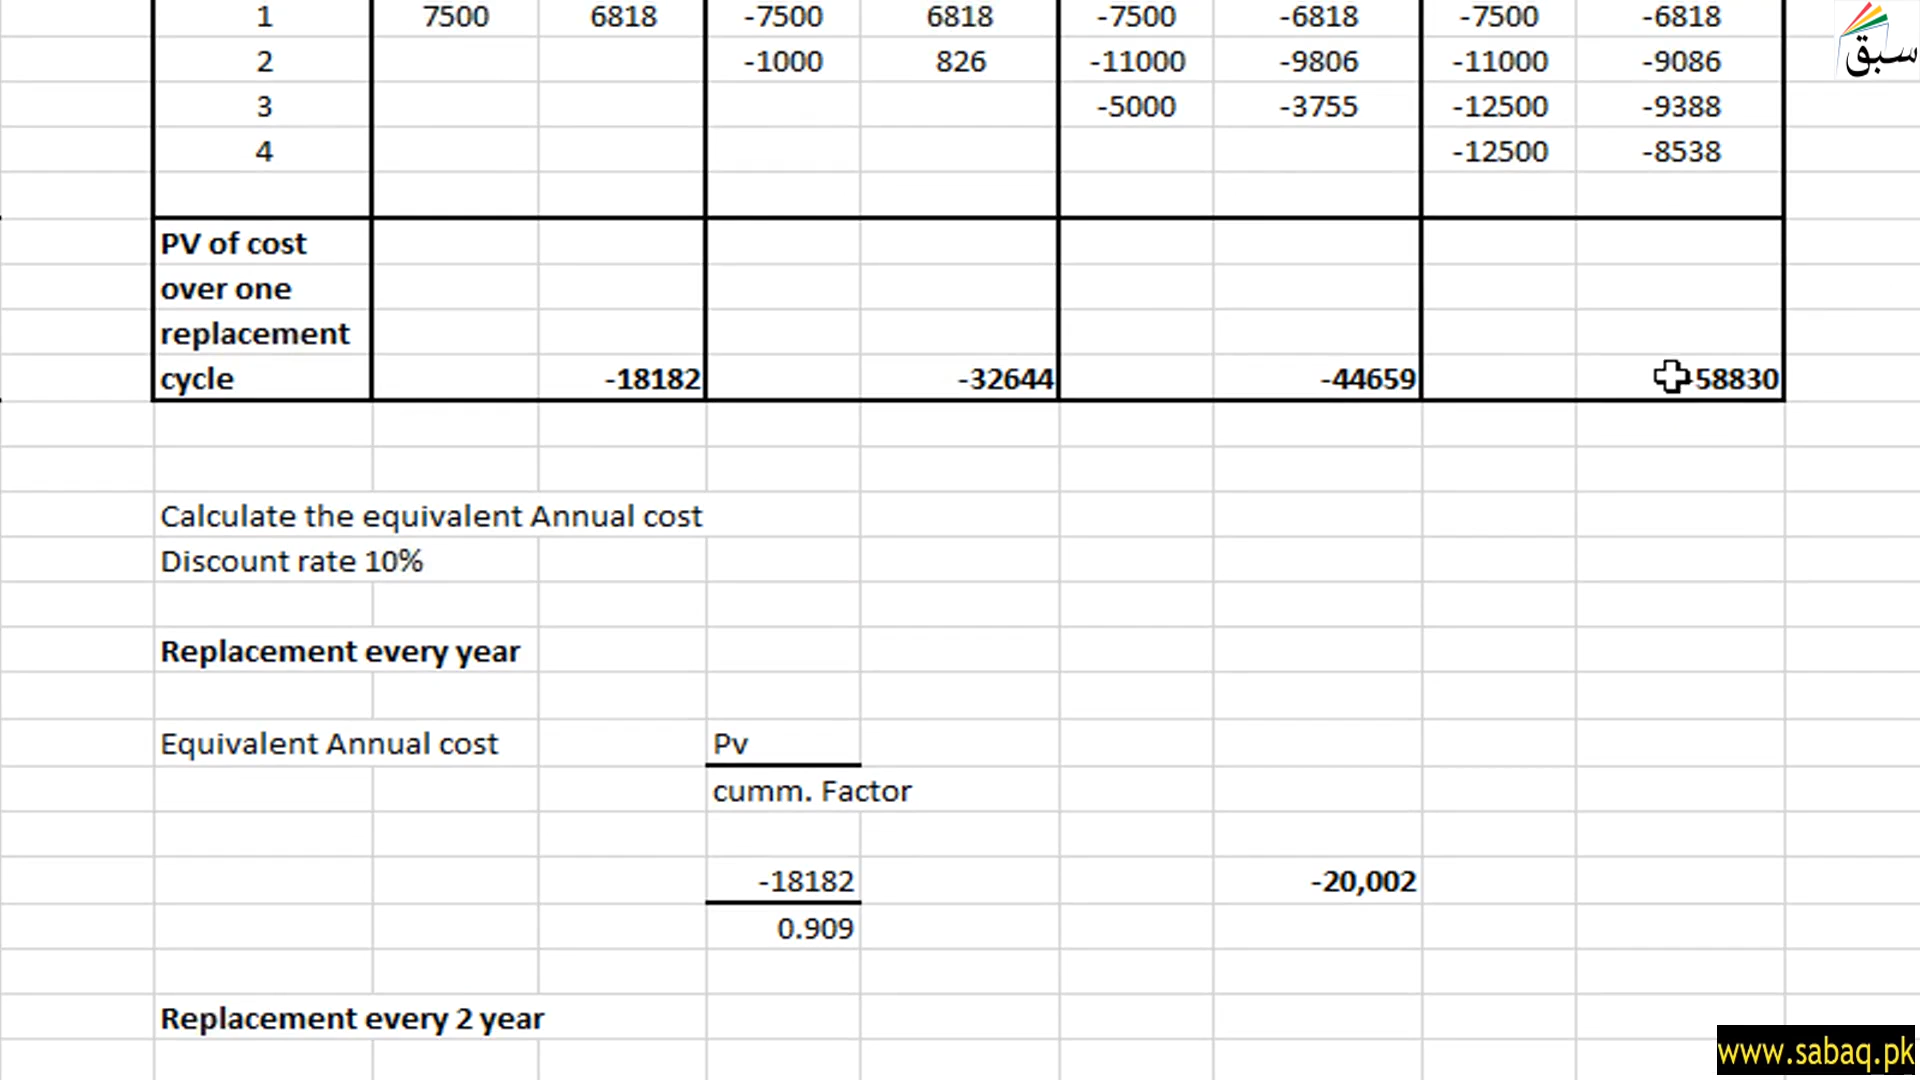 1 7500 6818 -7500 6818 -7500 -6818 -7500 -6818
2 -1000 826 -11000 -9806 -11000 -9086
3 -5000 -3755 -12500 -9388
4 -12500 -8538
PV of cost
over one
replacement
cycle -18182 -32644 -44659 -58830
Calculate the equivalent Annual cost
Discount rate 10%
Replacement every year
Equivalent Annual cost Pv
cumm. Factor
-18182 -20,002
0.909
Replacement every 2 year
سبق
www.sabaq.pk